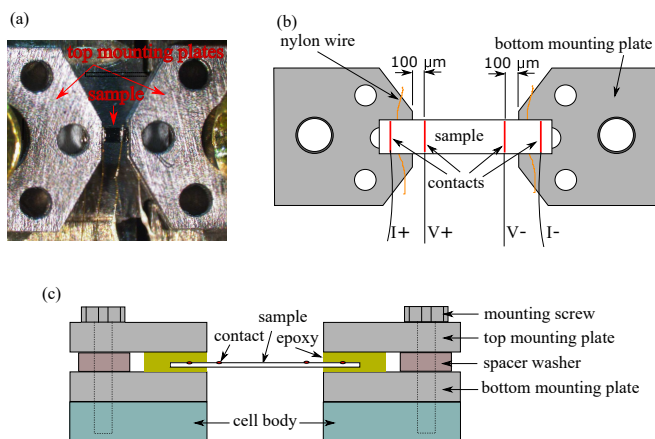 (a)
top mounting plates
sample
(b)
100 μm
100 μm
nylon wire
bottom mounting plate
sample
contacts
I+
V+
V-
I-
(c)
sample
contact
epoxy
mounting screw
top mounting plate
spacer washer
bottom mounting plate
cell body